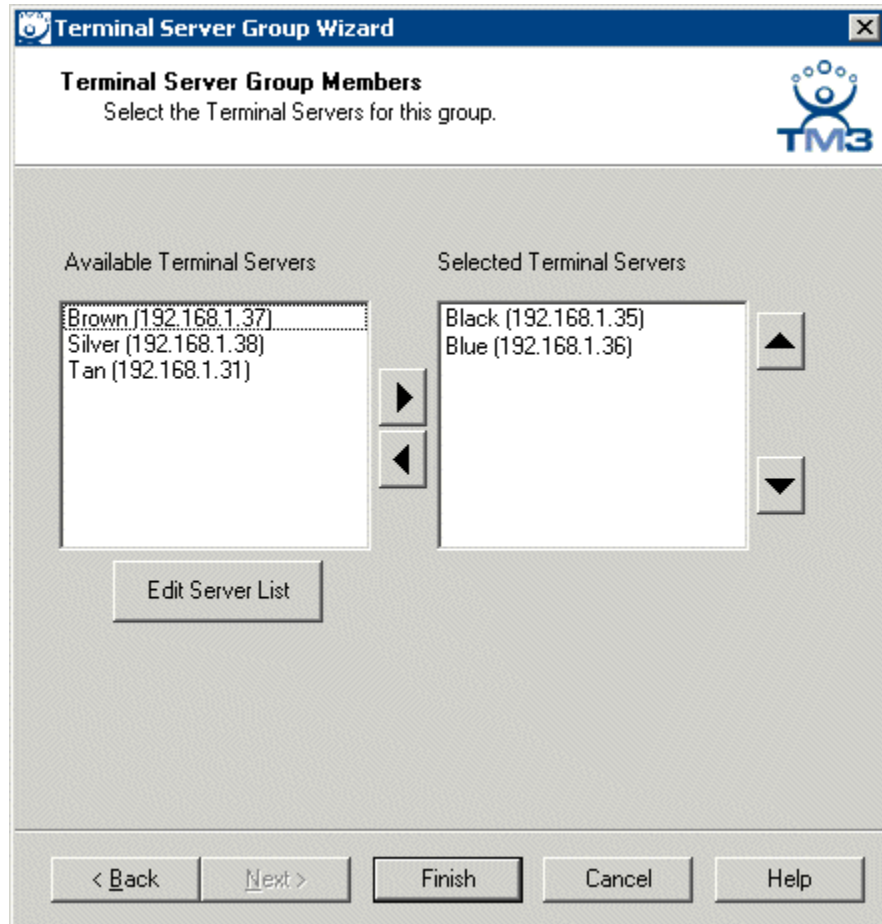 Terminal Server Group Wizard
Terminal Server Group Members
Select the Terminal Servers for this group.
TM3
Available Terminal Servers
Selected Terminal Servers
Brown (192.168.1.37)
Silver (192.168.1.38)
Tan (192.168.1.31)
Black (192.168.1.35)
Blue (192.168.1.36)
Edit Server List
< Back
Next >
Finish
Cancel
Help